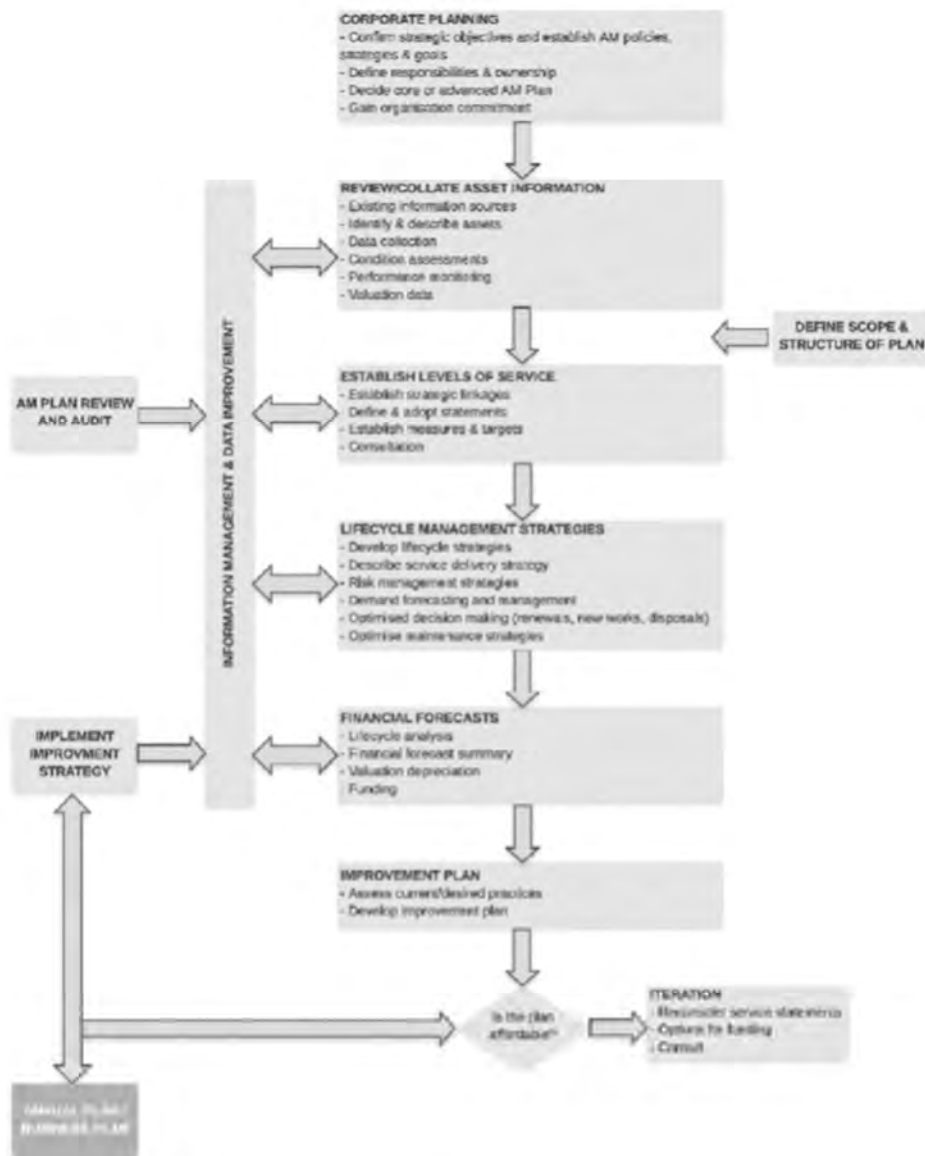 CORPORATE PLANNING
- Confirm strategic objectives and establish AM policies,
strategies & goals
- Define responsibilities & ownership
- Decide core or advanced AM Plan
- Gain organisation commitment
REVIEW/COLLATE ASSET INFORMATION
- Existing information sources
- Identify & describe assets
- Data collection
- Condition assessments
- Performance monitoring
- Valuation data
DEFINE SCOPE &
STRUCTURE OF PLAN
ESTABLISH LEVELS OF SERVICE
- Establish strategic linkages
- Define & adopt statements
- Establish measures & targets
- Consultation
AM PLAN REVIEW
AND AUDIT
INFORMATION MANAGEMENT & DATA IMPROVEMENT
LIFECYCLE MANAGEMENT STRATEGIES
- Develop lifecycle strategies
- Describe service delivery strategy
- Risk management strategies
- Demand forecasting and management
- Optimised decision making (renewals, new works, disposals)
- Optimise maintenance strategies
FINANCIAL FORECASTS
- Lifecycle analysis
- Financial forecast summary
- Valuation depreciation
- Funding
IMPLEMENT
IMPROVMENT
STRATEGY
IMPROVEMENT PLAN
- Assess current/desired practices
- Develop improvement plan
Is the plan
affordable?
ITERATION
- Reconsider service statements
- Options for funding
- Consult
ANNUAL PLAN /
BUSINESS PLAN